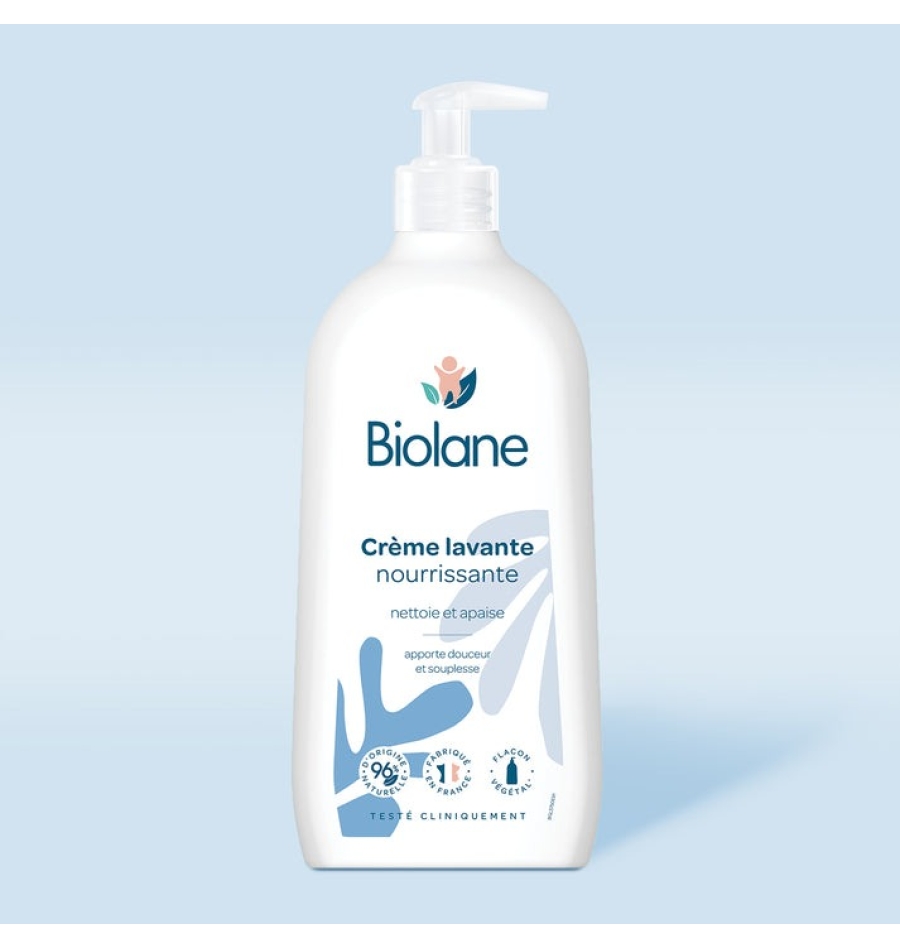 Biolane
Crème lavante
nourrissante
nettoie et apaise
apporte douceur
et souplesse
D'ORIGINE
96%
NATURELLE
FABRIQUÉ
EN FRANCE
FLACON
VÉGÉTAL
TESTÉ CLINIQUEMENT